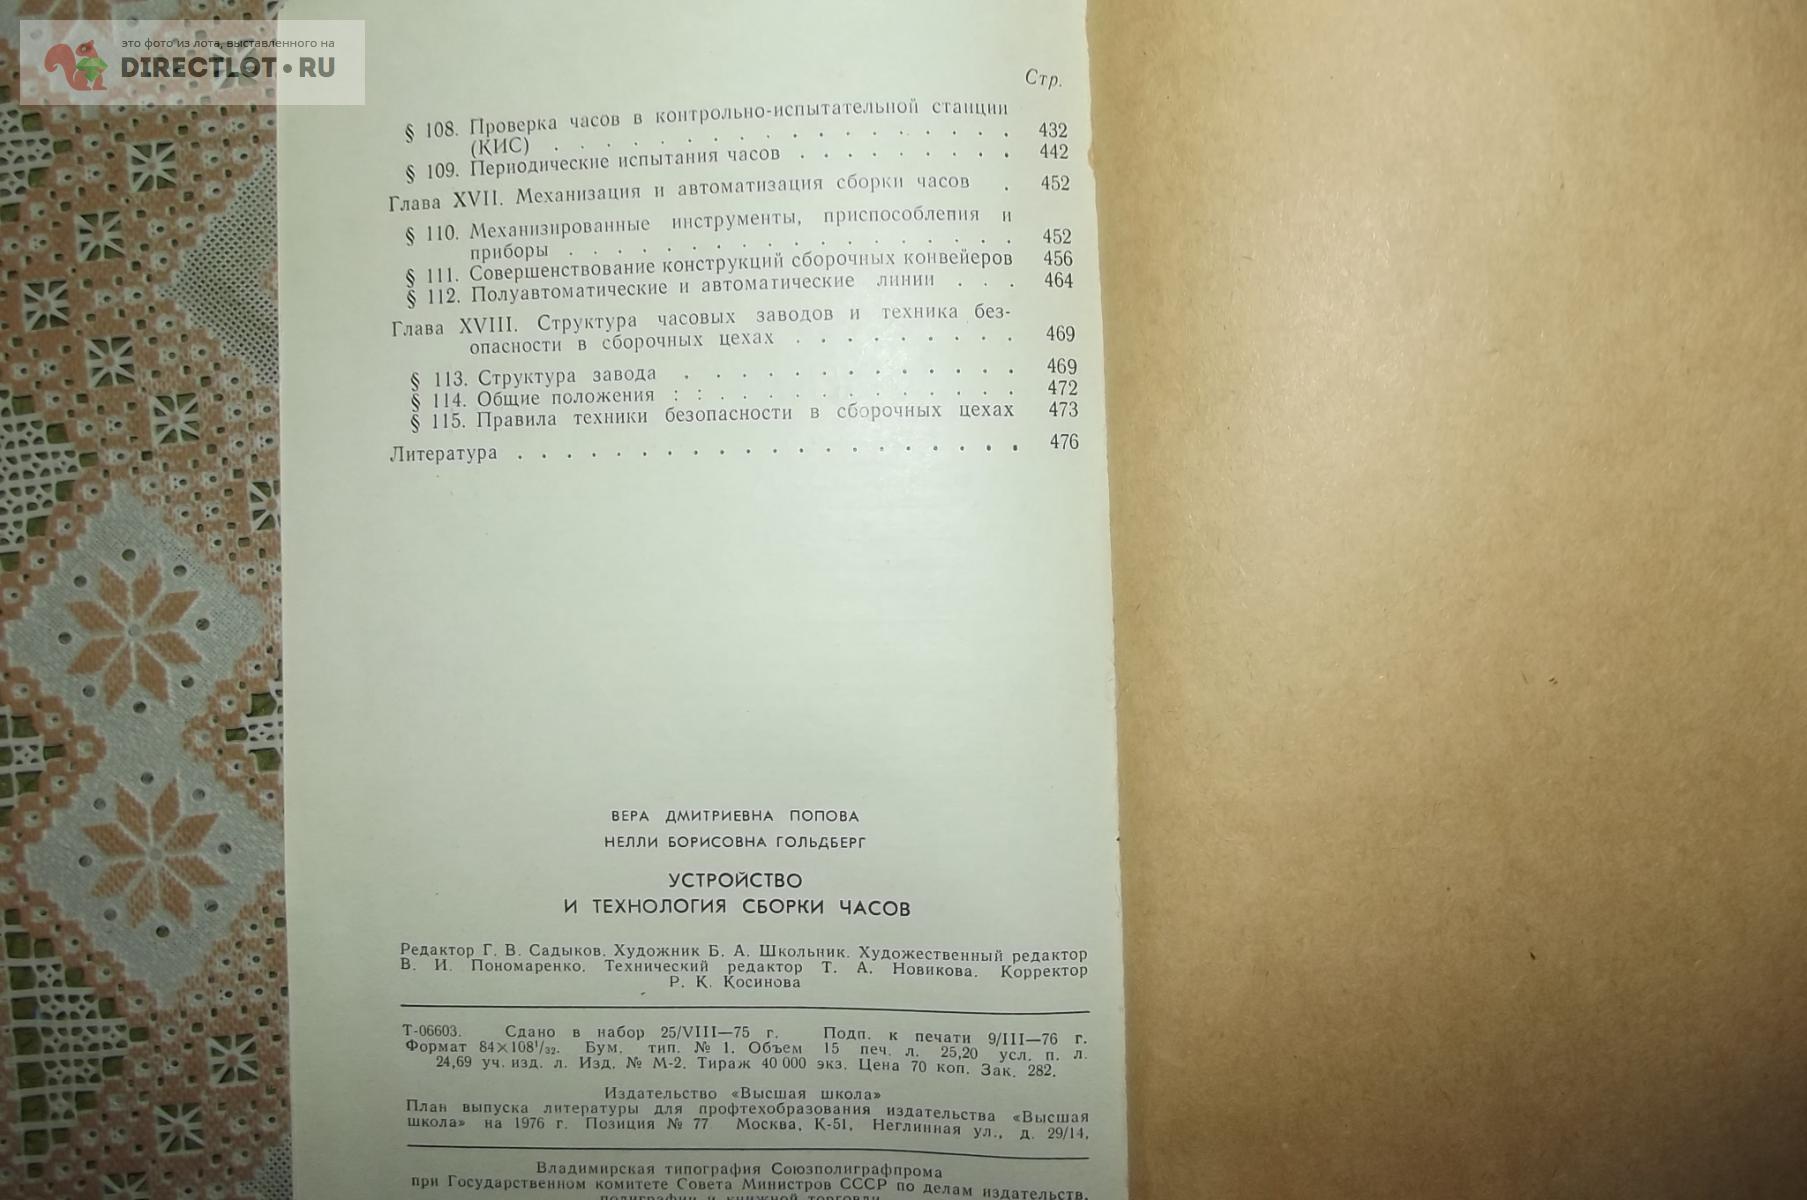 это фото из лота, выставленного на
DIRECTLOT.RU
Стр.
§ 108. Проверка часов в контрольно-испытательной станции
(КИС) . . . . . . . . . . . . . . . . . 432
§ 109. Периодические испытания часов . . . . . . . . . 442
Глава XVII. Механизация и автоматизация сборки часов . 452
§ 110. Механизированные инструменты, приспособления и
приборы . . . . . . . . . . . . . . . . . 452
§ 111. Совершенствование конструкций сборочных конвейеров 456
§ 112. Полуавтоматические и автоматические линии . . . 464
Глава XVIII. Структура часовых заводов и техника без-
опасности в сборочных цехах . . . . . . . . . 469
§ 113. Структура завода . . . . . . . . . . . . . 469
§ 114. Общие положения : : . . . . . . . . . . . . 472
§ 115. Правила техники безопасности в сборочных цехах 473
Литература . . . . . . . . . . . . . . . . . . . . . 476
ВЕРА ДМИТРИЕВНА ПОПОВА
НЕЛЛИ БОРИСОВНА ГОЛЬДБЕРГ
УСТРОЙСТВО
И ТЕХНОЛОГИЯ СБОРКИ ЧАСОВ
Редактор Г. В. Садыков. Художник Б. А. Школьник. Художественный редактор
В. И. Пономаренко. Технический редактор Т. А. Новикова. Корректор
Р. К. Косинова
Т-06603. Сдано в набор 25/VIII—75 г. Подп. к печати 9/III—76 г.
Формат 84×108¹/₃₂. Бум. тип. № 1. Объем 15 печ. л. 25,20 усл. п. л.
24,69 уч. изд. л. Изд. № М-2. Тираж 40 000 экз. Цена 70 коп. Зак. 282.
Издательство «Высшая школа»
План выпуска литературы для профтехобразования издательства «Высшая
школа» на 1976 г. Позиция № 77 Москва, К-51, Неглинная ул., д. 29/14,
Владимирская типография Союзполиграфпрома
при Государственном комитете Совета Министров СССР по делам издательств,
полиграфии и книжной торговли